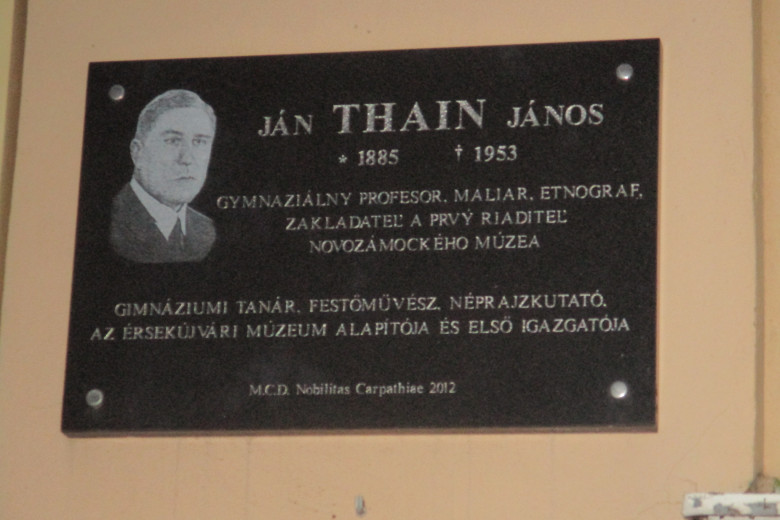 JÁN THAIN JÁNOS
* 1885 † 1953
GYMNAZIÁLNY PROFESOR, MALIAR, ETNOGRAF,
ZAKLADATEĽ A PRVÝ RIADITEĽ
NOVOZÁMOCKÉHO MÚZEA
GIMNÁZIUMI TANÁR, FESTŐMŰVÉSZ, NÉPRAJZKUTATÓ,
AZ ÉRSEKÚJVÁRI MÚZEUM ALAPÍTÓJA ÉS ELSŐ IGAZGATÓJA
M.C.D. Nobilitas Carpathiae 2012